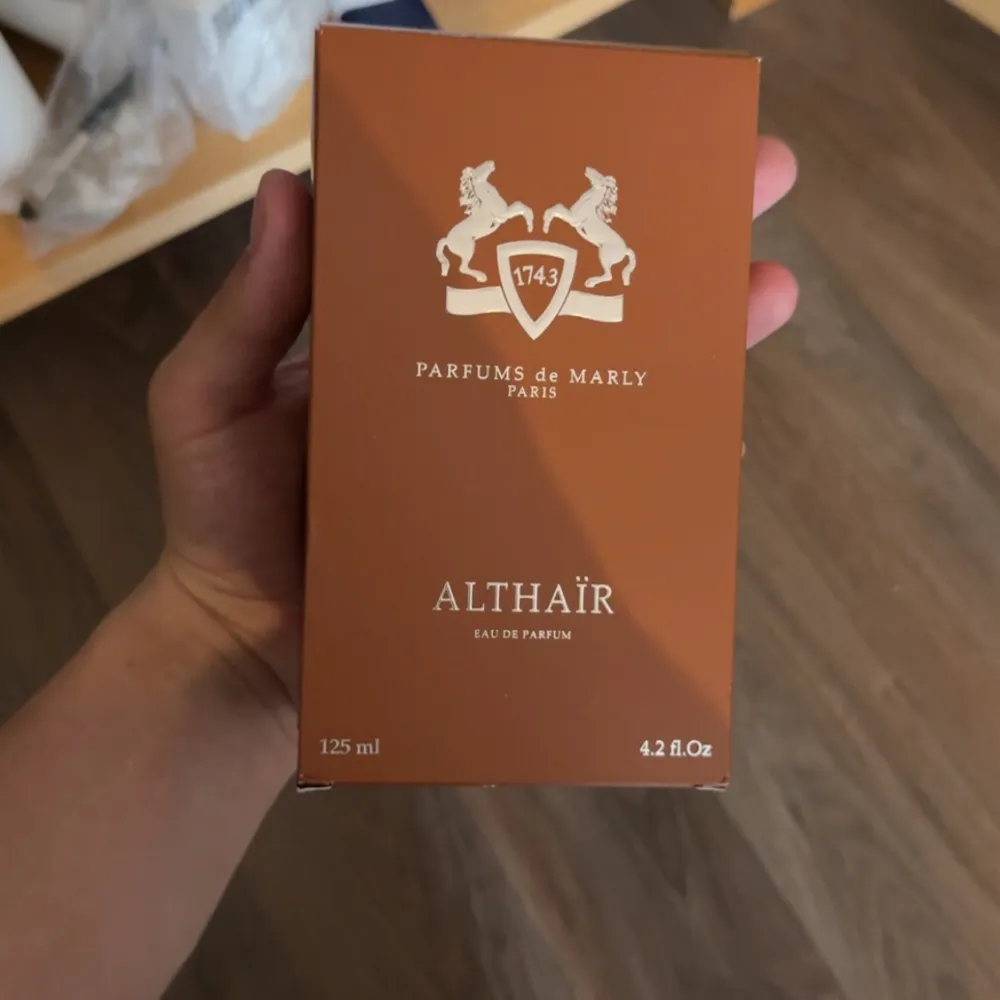 1743
PARFUMS de MARLY
PARIS
ALTHAÏR
EAU DE PARFUM
125 ml
4.2 fl.Oz